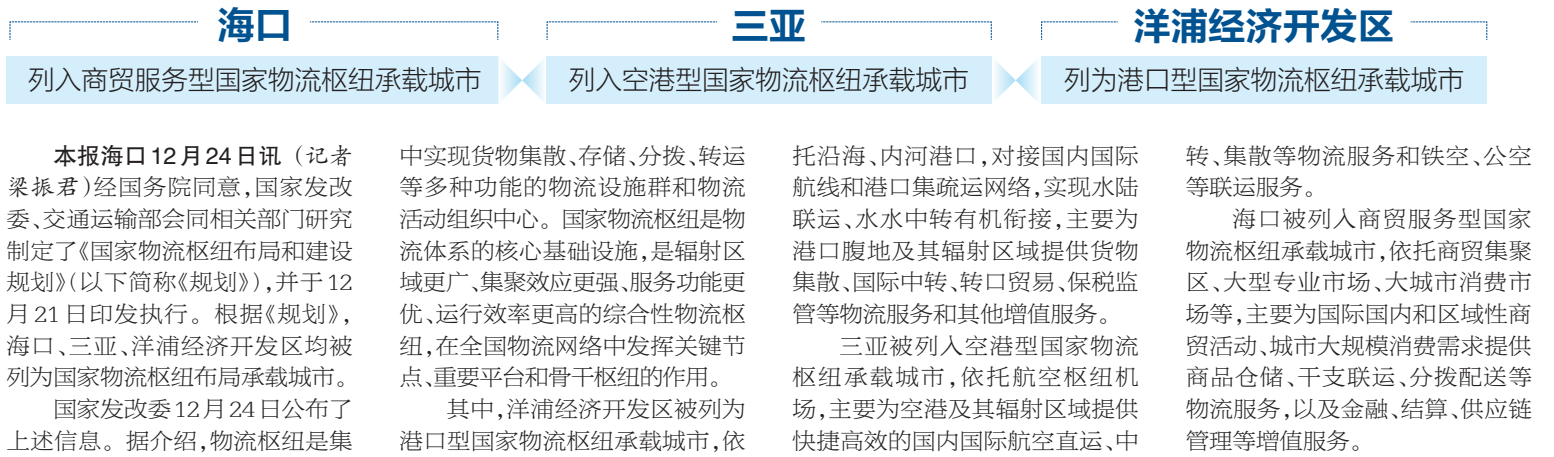 海口
三亚
洋浦经济开发区
列入商贸服务型国家物流枢纽承载城市
列入空港型国家物流枢纽承载城市
列为港口型国家物流枢纽承载城市
本报海口12月24日讯（记者
梁振君）经国务院同意，国家发改
委、交通运输部会同相关部门研究
制定了《国家物流枢纽布局和建设
规划》（以下简称《规划》），并于12
月21日印发执行。根据《规划》，
海口、三亚、洋浦经济开发区均被
列为国家物流枢纽布局承载城市。
国家发改委12月24日公布了
上述信息。据介绍，物流枢纽是集
中实现货物集散、存储、分拨、转运
等多种功能的物流设施群和物流
活动组织中心。国家物流枢纽是物
流体系的核心基础设施，是辐射区
域更广、集聚效应更强、服务功能更
优、运行效率更高的综合性物流枢
纽，在全国物流网络中发挥关键节
点、重要平台和骨干枢纽的作用。
其中，洋浦经济开发区被列为
港口型国家物流枢纽承载城市，依
托沿海、内河港口，对接国内国际
航线和港口集疏运网络，实现水陆
联运、水水中转有机衔接，主要为
港口腹地及其辐射区域提供货物
集散、国际中转、转口贸易、保税监
管等物流服务和其他增值服务。
三亚被列入空港型国家物流
枢纽承载城市，依托航空枢纽机
场，主要为空港及其辐射区域提供
快捷高效的国内国际航空直运、中
转、集散等物流服务和铁空、公空
等联运服务。
海口被列入商贸服务型国家
物流枢纽承载城市，依托商贸集聚
区、大型专业市场、大城市消费市
场等，主要为国际国内和区域性商
贸活动、城市大规模消费需求提供
商品仓储、干支联运、分拨配送等
物流服务，以及金融、结算、供应链
管理等增值服务。